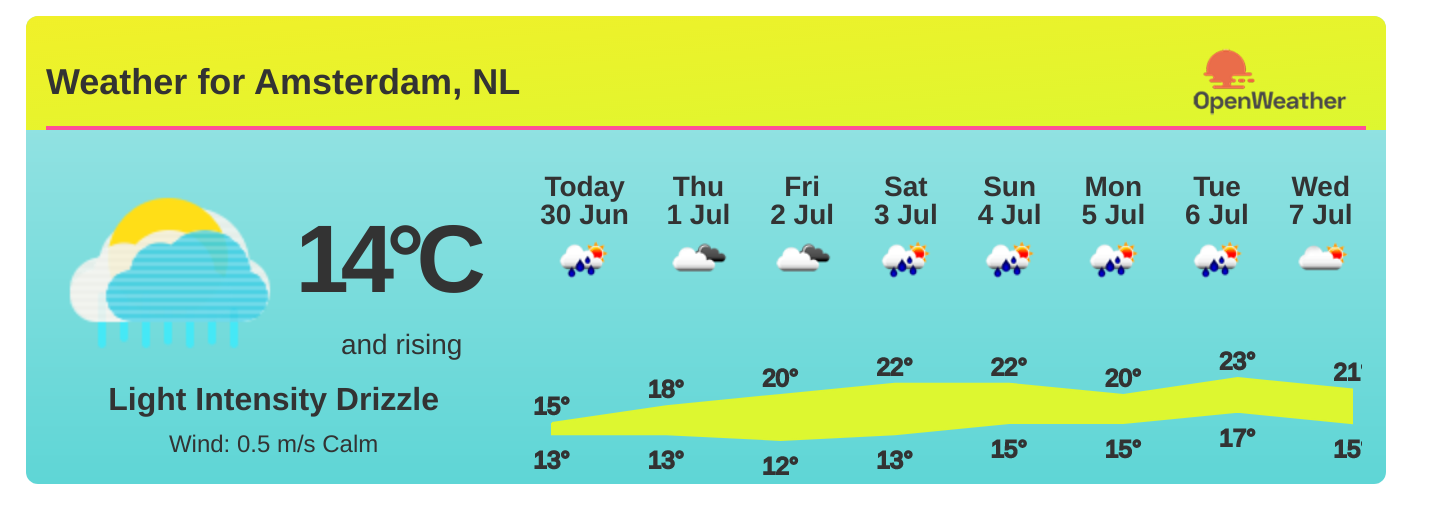 Weather for Amsterdam, NL
OpenWeather
14°C
and rising
Light Intensity Drizzle
Wind: 0.5 m/s Calm
Today Thu Fri Sat Sun Mon Tue Wed
30 Jun 1 Jul 2 Jul 3 Jul 4 Jul 5 Jul 6 Jul 7 Jul
15° 18° 20° 22° 22° 20° 23° 21°
13° 13° 12° 13° 15° 15° 17° 15°